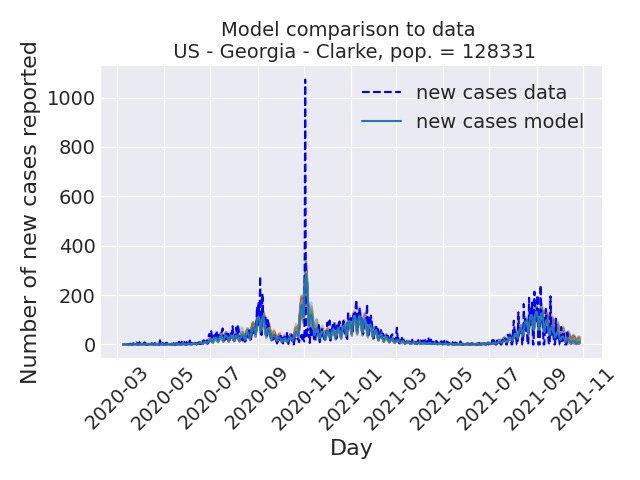 Model comparison to data
US - Georgia - Clarke, pop. = 128331
new cases data
new cases model
Number of new cases reported
1000
800
600
400
200
0
2020-03
2020-05
2020-07
2020-09
2020-11
2021-01
2021-03
2021-05
2021-07
2021-09
2021-11
Day